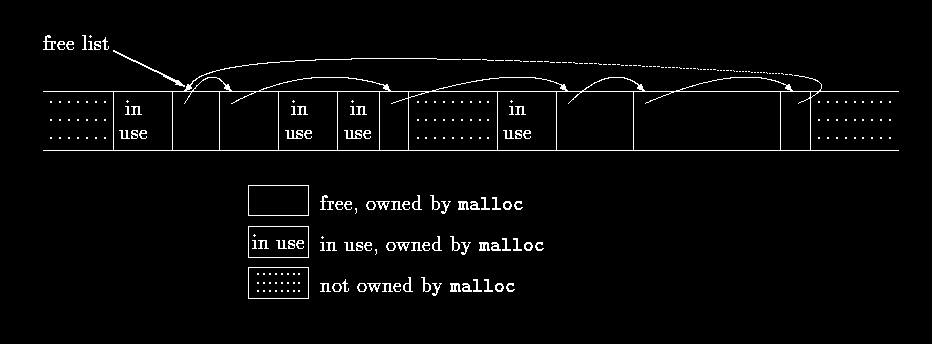 free list
in in in in
use use use use
free, owned by malloc
in use in use, owned by malloc
not owned by malloc